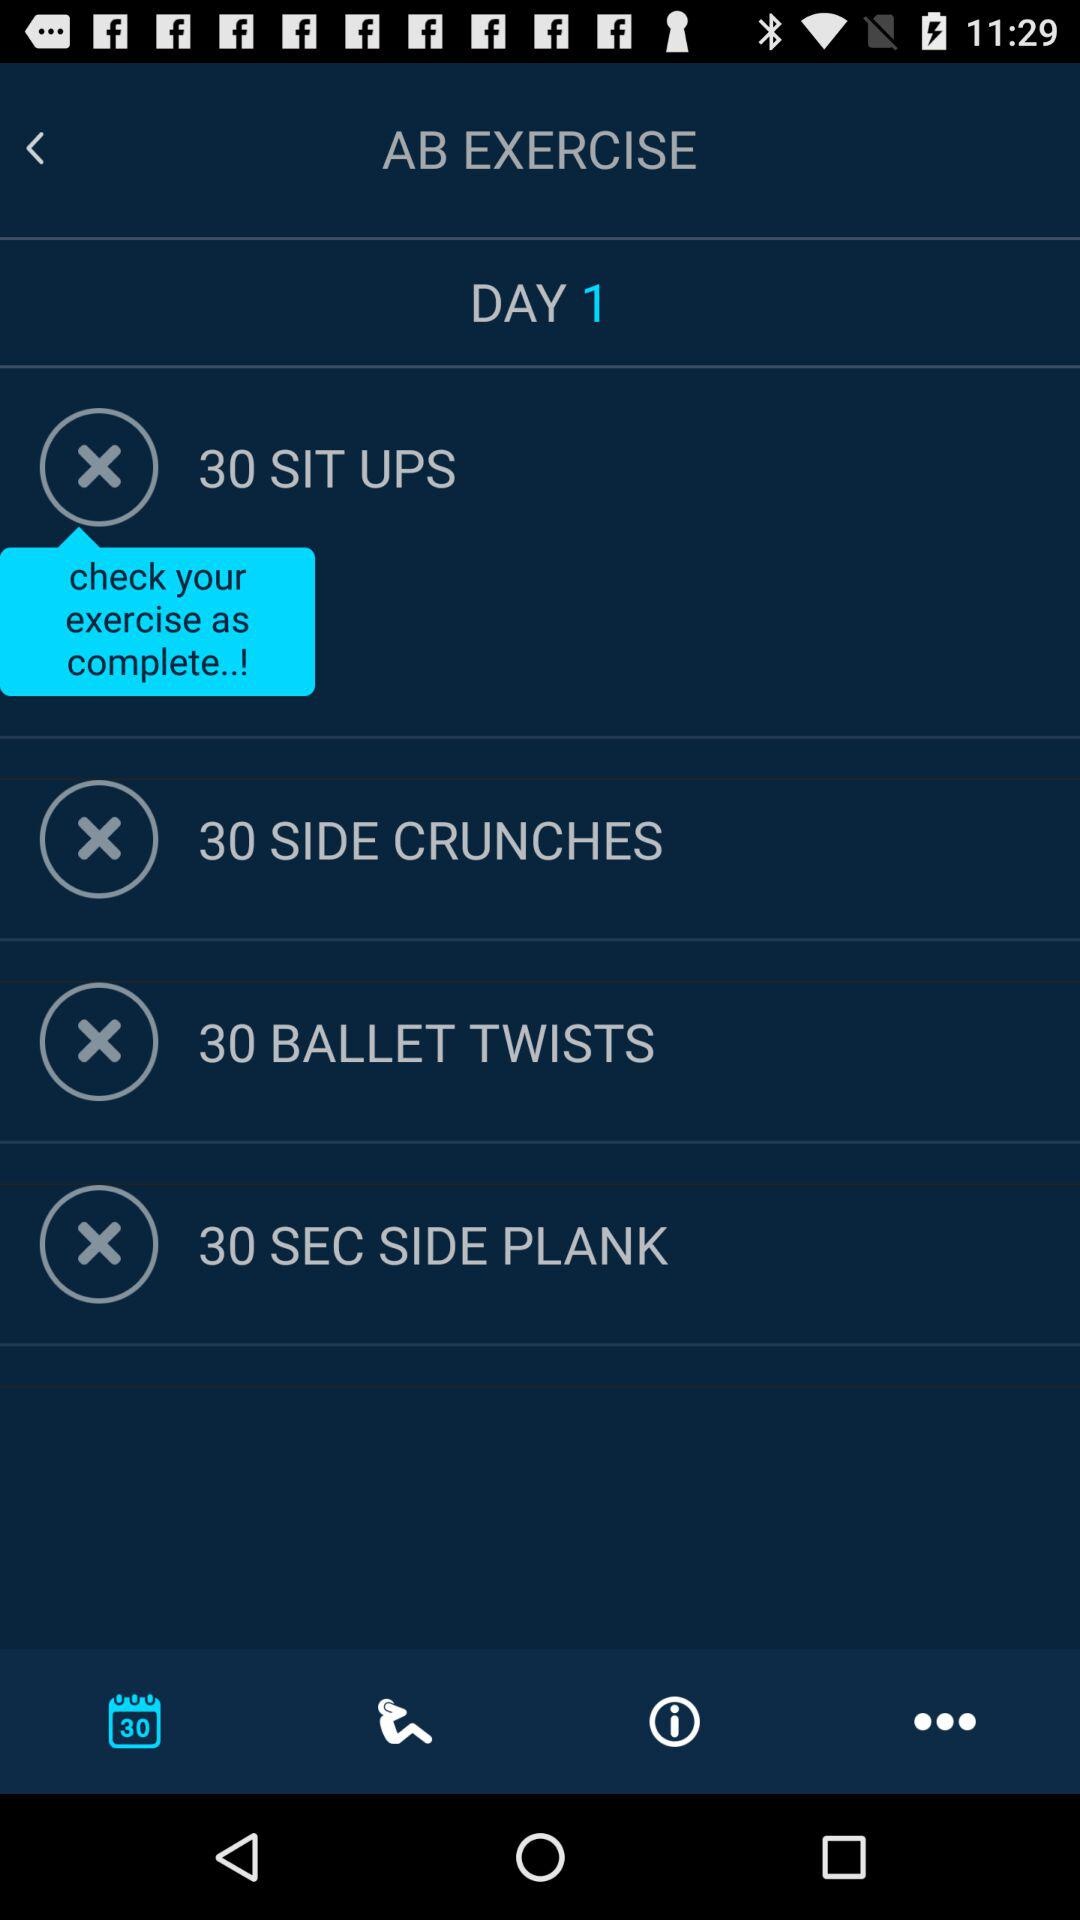 11:29
AB EXERCISE
DAY 1
30 SIT UPS
check your
exercise as
complete..!
30 SIDE CRUNCHES
30 BALLET TWISTS
30 SEC SIDE PLANK
30